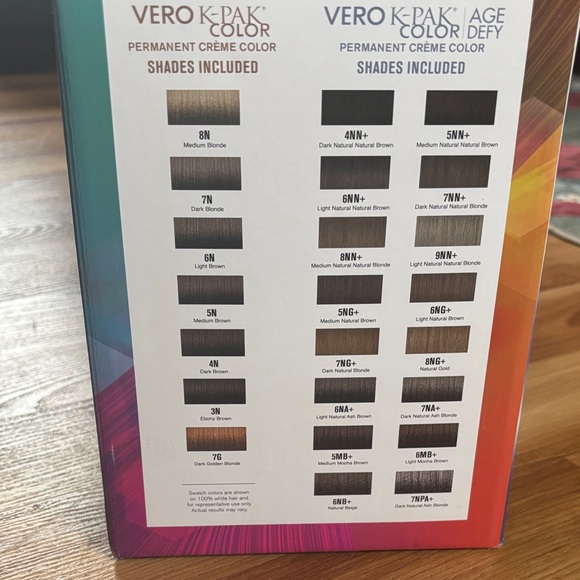 VERO K-PAK®
COLOR
PERMANENT CRÈME COLOR
SHADES INCLUDED
8N
Medium Blonde
7N
Dark Blonde
6N
Light Brown
5N
Medium Brown
4N
Dark Brown
3N
Ebony Brown
7G
Dark Golden Blonde
Swatch colors are shown
on 100% white hair and
for representative use only.
Actual results may vary.
VERO K-PAK® AGE
COLOR DEFY
PERMANENT CRÈME COLOR
SHADES INCLUDED
4NN+ 5NN+
Dark Natural Natural Brown Medium Natural Natural Brown
6NN+ 7NN+
Light Natural Natural Brown Dark Natural Natural Blonde
8NN+ 9NN+
Medium Natural Natural Blonde Light Natural Natural Blonde
5NG+ 6NG+
Medium Natural Brown Light Natural Brown
7NG+ 8NG+
Dark Natural Blonde Natural Gold
6NA+ 7NA+
Light Natural Ash Brown Dark Natural Ash Blonde
5MB+ 6MB+
Medium Mocha Brown Light Mocha Brown
6NB+ 7NPA+
Natural Beige Dark Natural Ash Blonde